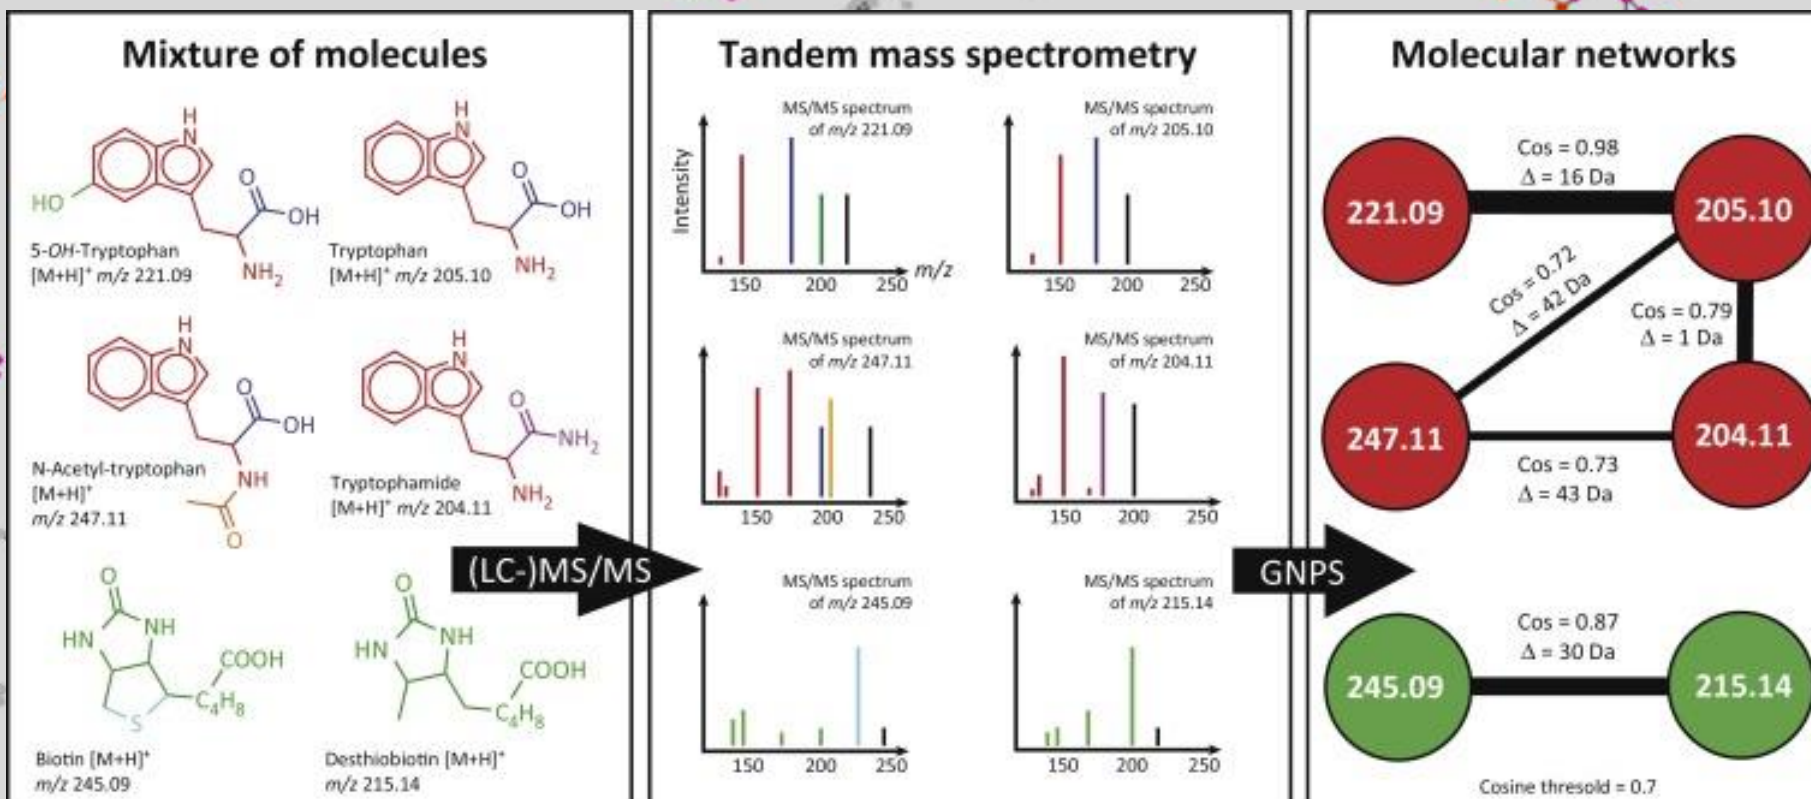 Mixture of molecules
H
N
O
HO
OH
NH₂
5-OH-Tryptophan
[M+H]⁺ m/z 221.09
H
N
O
OH
NH₂
Tryptophan
[M+H]⁺ m/z 205.10
H
N
O
OH
NH
O
N-Acetyl-tryptophan
[M+H]⁺
m/z 247.11
H
N
O
NH₂
NH₂
Tryptophamide
[M+H]⁺ m/z 204.11
O
HN
NH
COOH
C₄H₈
S
Biotin [M+H]⁺
m/z 245.09
O
HN
NH
COOH
C₄H₈
Desthiobiotin [M+H]⁺
m/z 215.14
(LC-)MS/MS
Tandem mass spectrometry
MS/MS spectrum
of m/z 221.09
Intensity
150 200 250
m/z
MS/MS spectrum
of m/z 205.10
150 200 250
MS/MS spectrum
of m/z 247.11
150 200 250
MS/MS spectrum
of m/z 204.11
150 200 250
MS/MS spectrum
of m/z 245.09
150 200 250
MS/MS spectrum
of m/z 215.14
150 200 250
GNPS
Molecular networks
221.09
Cos = 0.98
Δ = 16 Da
205.10
Cos = 0.72
Δ = 42 Da
Cos = 0.79
Δ = 1 Da
247.11
204.11
Cos = 0.73
Δ = 43 Da
245.09
Cos = 0.87
Δ = 30 Da
215.14
Cosine thresold = 0.7